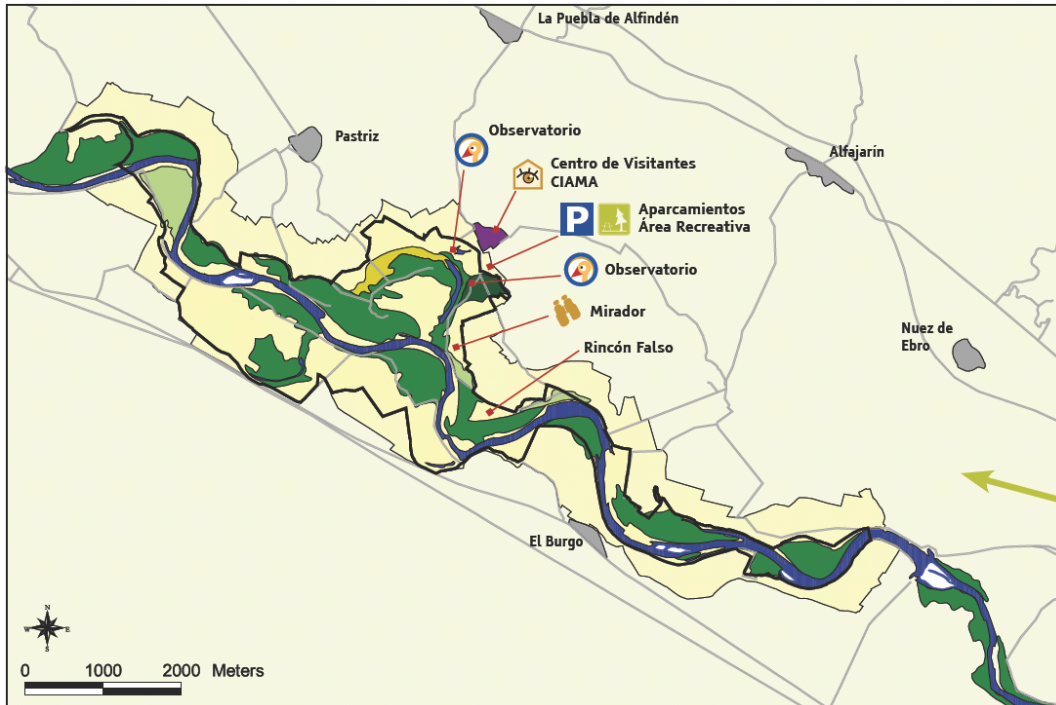 La Puebla de Alfindén
Observatorio
Pastriz
Centro de Visitantes
CIAMA
Alfajarín
P
Aparcamientos
Área Recreativa
Observatorio
Mirador
Nuez de
Ebro
Rincón Falso
El Burgo
N
W E
S
0 1000 2000 Meters